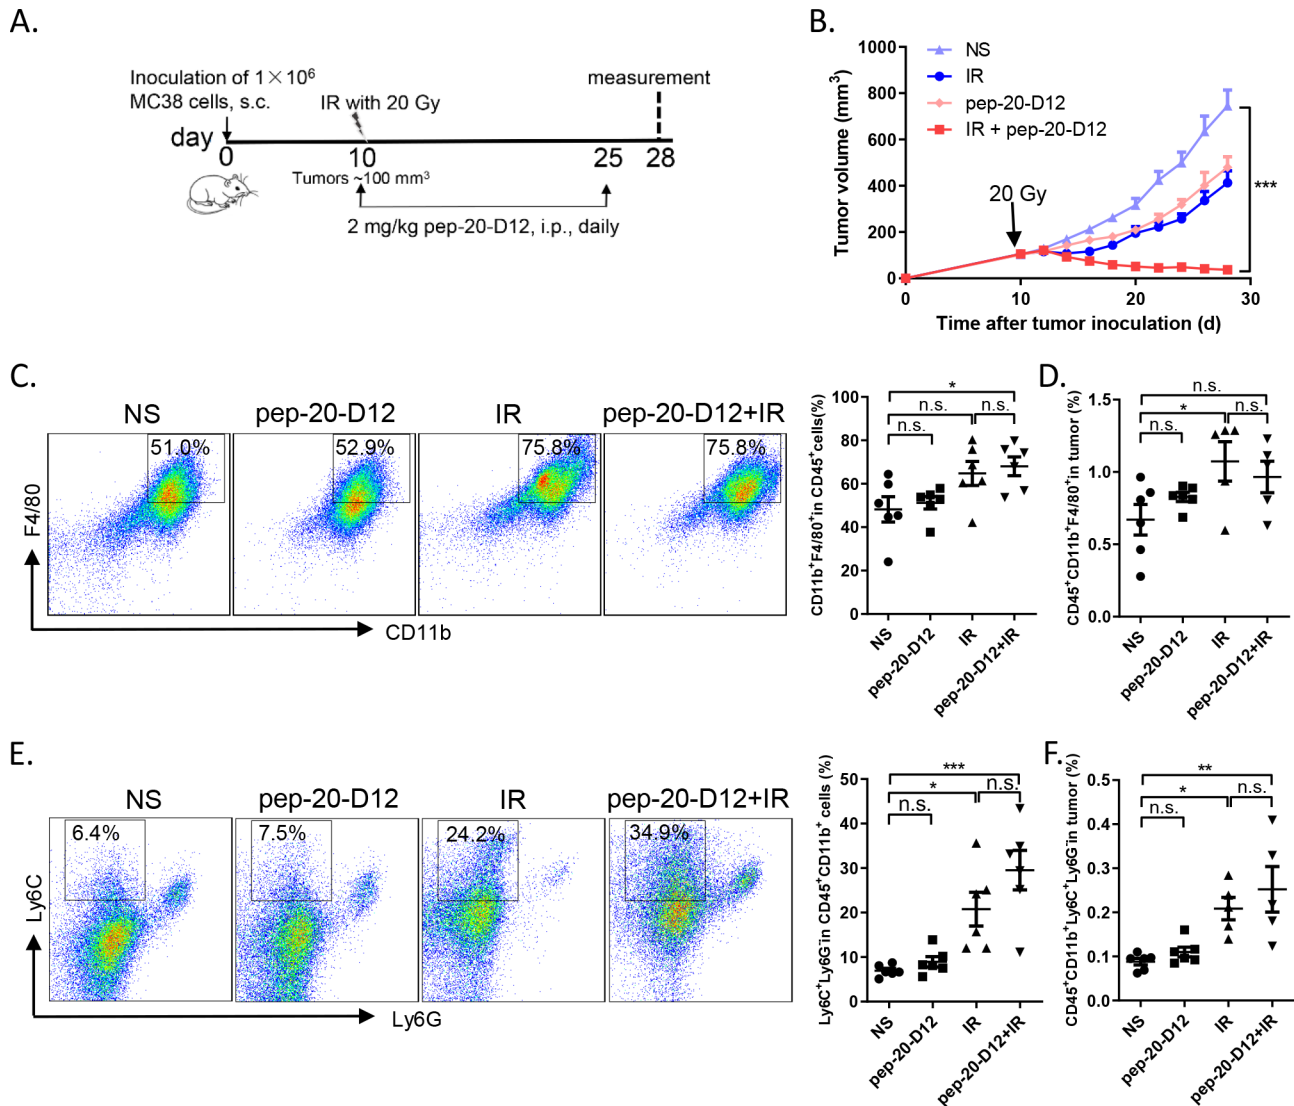 A.
Inoculation of 1×10⁶
MC38 cells, s.c.
IR with 20 Gy
measurement
day
0
10
25
28
Tumors ~100 mm³
2 mg/kg pep-20-D12, i.p., daily
B.
Tumor volume (mm³)
1000
800
600
400
200
0
NS
IR
pep-20-D12
IR + pep-20-D12
20 Gy
***
0
10
20
30
Time after tumor inoculation (d)
C.
NS
pep-20-D12
IR
pep-20-D12+IR
51.0%
52.9%
75.8%
75.8%
F4/80
CD11b
CD11b⁺F4/80⁺in CD45⁺cells(%)
100
80
60
40
20
0
*
n.s.
n.s.
n.s.
NS
pep-20-D12
IR
pep-20-D12+IR
D.
CD45⁺CD11b⁺F4/80⁺in tumor (%)
1.5
1.0
0.5
0.0
n.s.
*
n.s.
n.s.
NS
pep-20-D12
IR
pep-20-D12+IR
E.
NS
pep-20-D12
IR
pep-20-D12+IR
6.4%
7.5%
24.2%
34.9%
Ly6C
Ly6G
Ly6C⁺Ly6G⁻in CD45⁺CD11b⁺ cells (%)
50
40
30
20
10
0
***
*
n.s.
n.s.
NS
pep-20-D12
IR
pep-20-D12+IR
F.
CD45⁺CD11b⁺Ly6C⁺Ly6G⁻in tumor (%)
0.5
0.4
0.3
0.2
0.1
0.0
**
*
n.s.
n.s.
NS
pep-20-D12
IR
pep-20-D12+IR